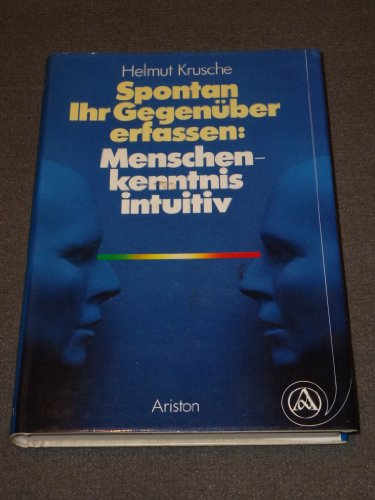 Helmut Krusche
Spontan
Ihr Gegenüber
erfassen:
Menschen-
kenntnis
intuitiv
Ariston